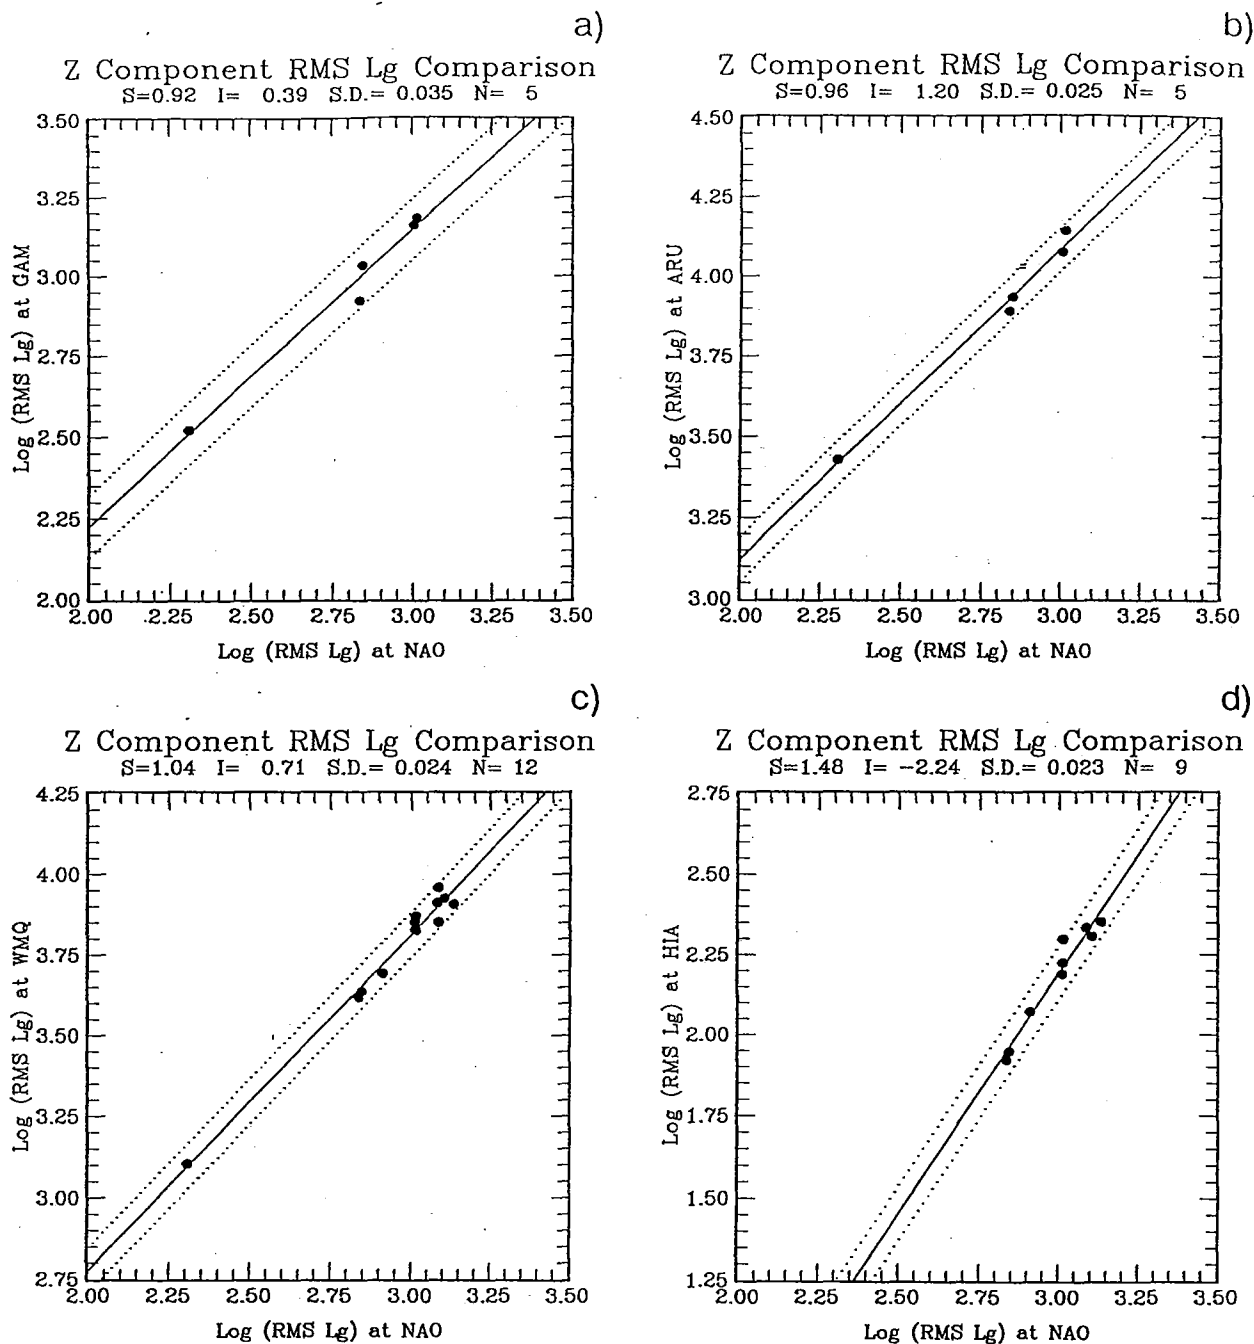 a)
Z Component RMS Lg Comparison
S=0.92 I= 0.39 S.D.= 0.035 N= 5
3.50
3.25
3.00
2.75
2.50
2.25
2.00
Log (RMS Lg) at GAM
2.00 2.25 2.50 2.75 3.00 3.25 3.50
Log (RMS Lg) at NAO
b)
Z Component RMS Lg Comparison
S=0.96 I= 1.20 S.D.= 0.025 N= 5
4.50
4.25
4.00
3.75
3.50
3.25
3.00
Log (RMS Lg) at ARU
2.00 2.25 2.50 2.75 3.00 3.25 3.50
Log (RMS Lg) at NAO
c)
Z Component RMS Lg Comparison
S=1.04 I= 0.71 S.D.= 0.024 N= 12
4.25
4.00
3.75
3.50
3.25
3.00
2.75
Log (RMS Lg) at WMQ
2.00 2.25 2.50 2.75 3.00 3.25 3.50
Log (RMS Lg) at NAO
d)
Z Component RMS Lg Comparison
S=1.48 I= -2.24 S.D.= 0.023 N= 9
2.75
2.50
2.25
2.00
1.75
1.50
1.25
Log (RMS Lg) at HIA
2.00 2.25 2.50 2.75 3.00 3.25 3.50
Log (RMS Lg) at NAO